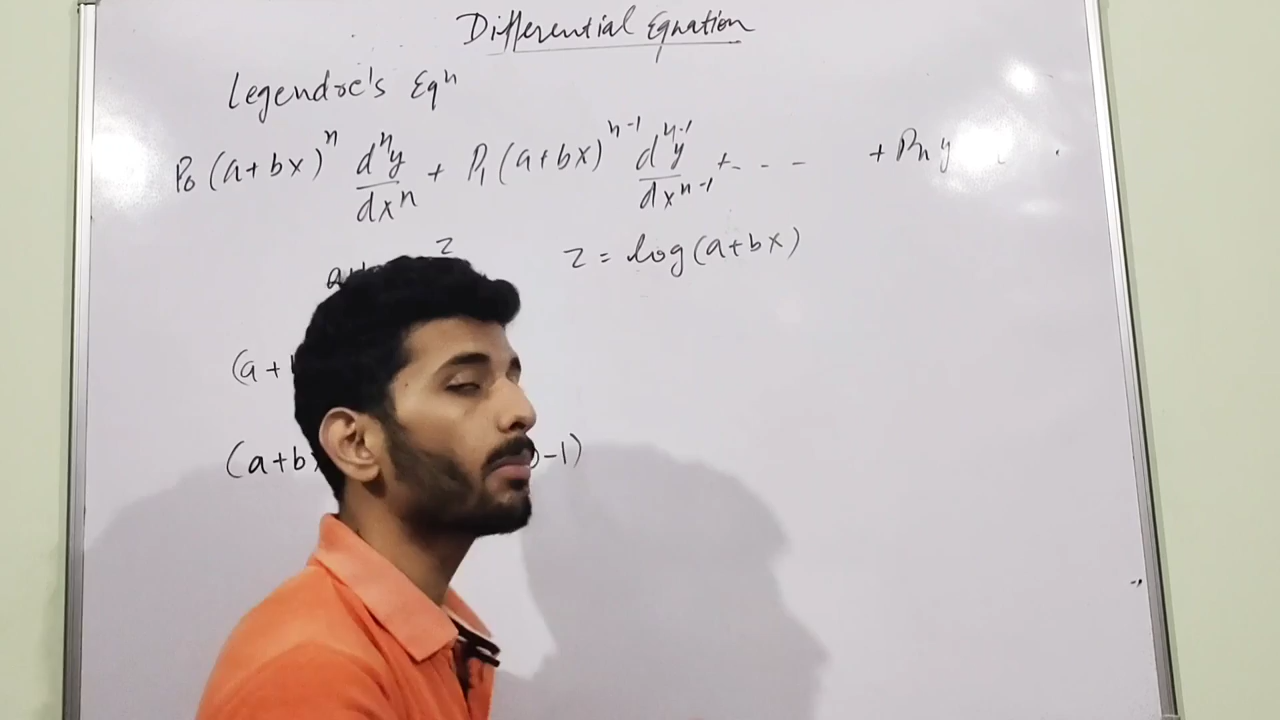 Differential Equation
Legendre's Eqⁿ
P₀ (a+bx)ⁿ dⁿy/dxⁿ + P₁ (a+bx)ⁿ⁻¹ dⁿ⁻¹y/dxⁿ⁻¹ + - - - + Pₙ y
z z = log(a+bx)
(a +
(a+b -1)